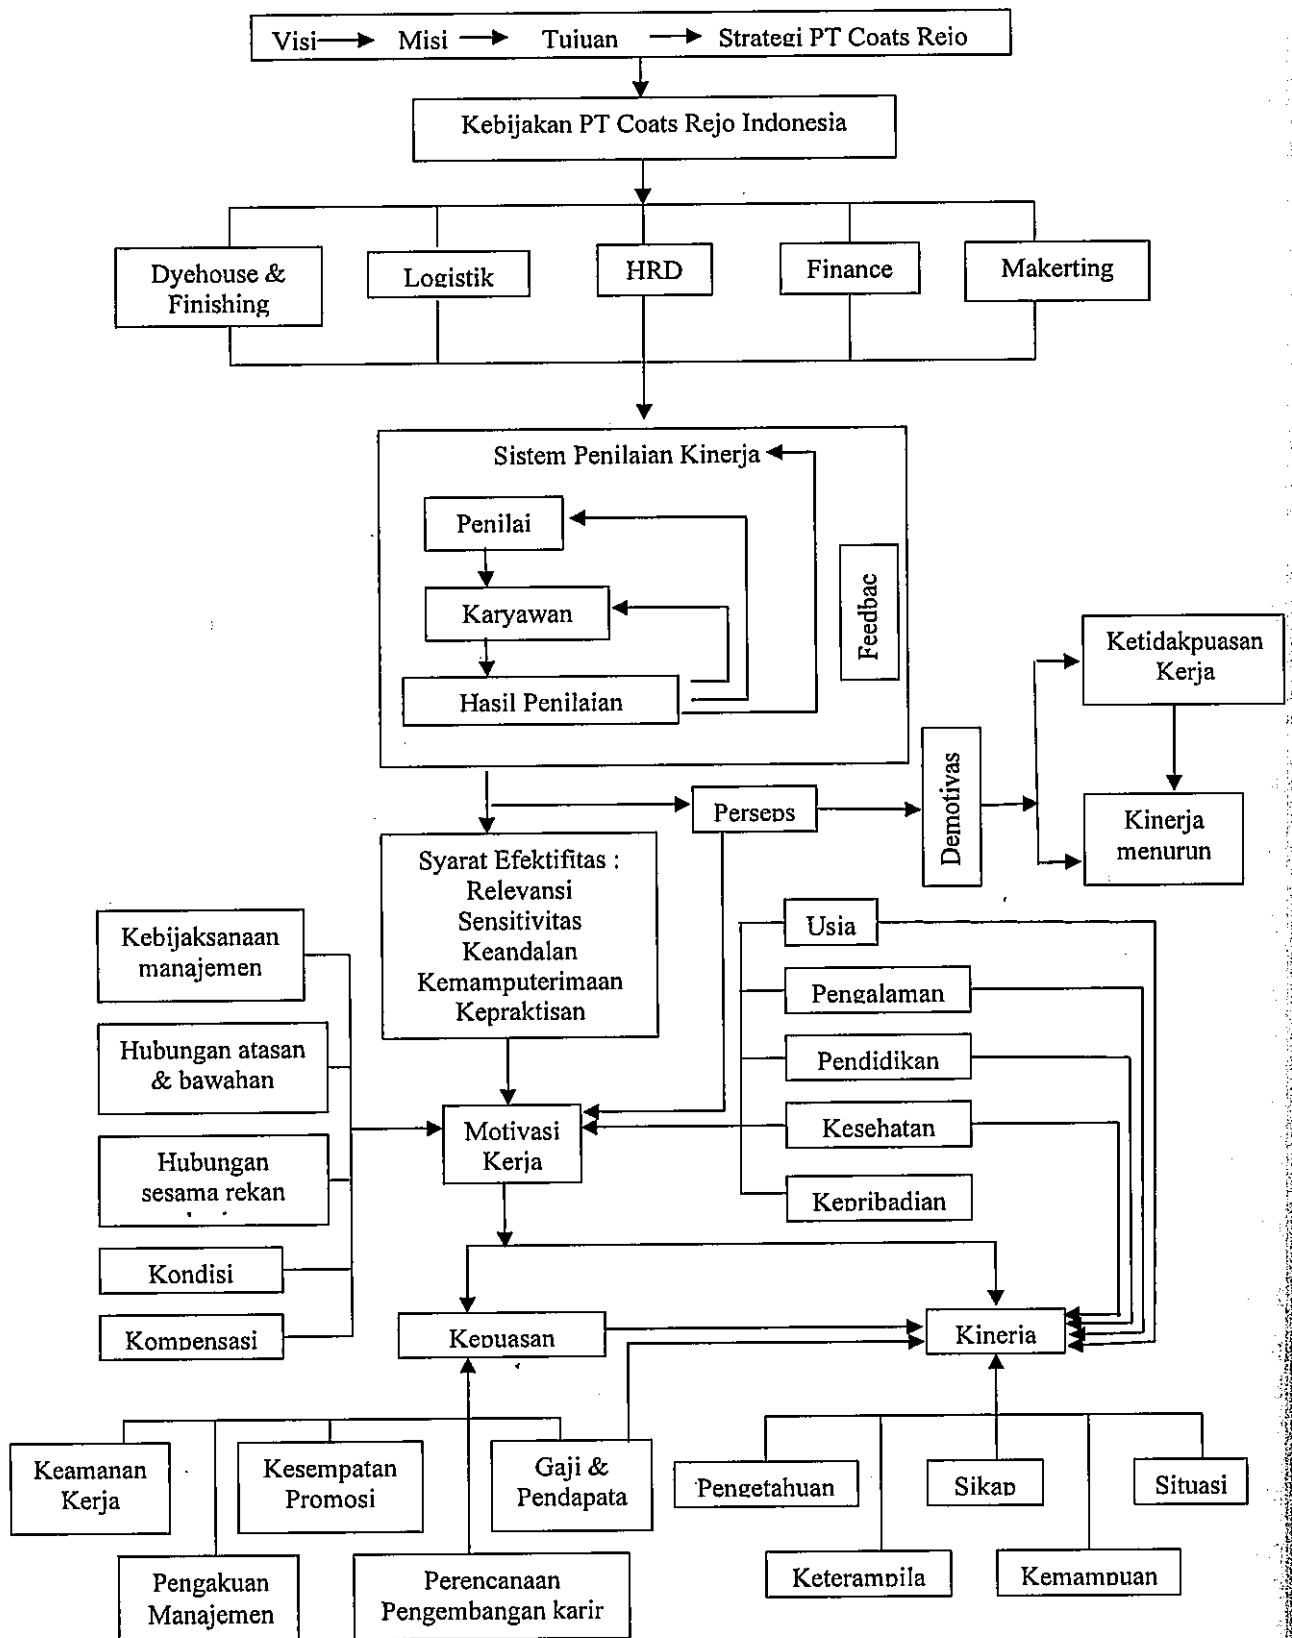 Visi Misi Tujuan Strategi PT Coats Rejo
Kebijakan PT Coats Rejo Indonesia
Dyehouse &
Finishing
Logistik
HRD
Finance
Makerting
Sistem Penilaian Kinerja
Penilai
Karyawan
Hasil Penilaian
Feedbac
Ketidakpuasan
Kerja
Demotivas
Perseps
Kinerja
menurun
Syarat Efektifitas :
Relevansi
Sensitivitas
Keandalan
Kemamputerimaan
Kepraktisan
Kebijaksanaan
manajemen
Hubungan atasan
& bawahan
Hubungan
sesama rekan
Kondisi
Kompensasi
Motivasi
Kerja
Usia
Pengalaman
Pendidikan
Kesehatan
Kepribadian
Kepuasan
Kinerja
Keamanan
Kerja
Kesempatan
Promosi
Gaji &
Pendapata
Pengakuan
Manajemen
Perencanaan
Pengembangan karir
Pengetahuan
Sikap
Situasi
Keterampila
Kemampuan